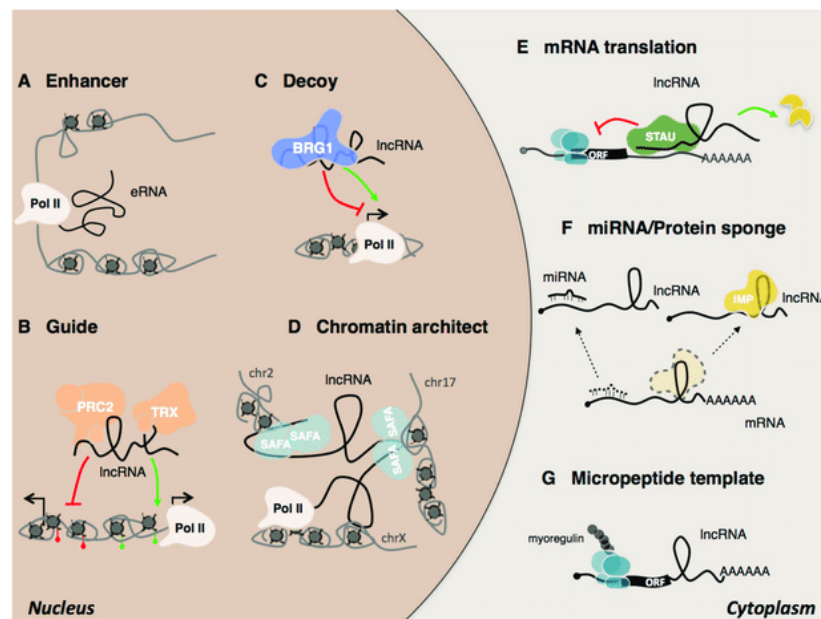 A Enhancer
eRNA
Pol II
B Guide
PRC2
TRX
lncRNA
Pol II
C Decoy
BRG1
lncRNA
Pol II
D Chromatin architect
chr2
lncRNA
chr17
SAFA
SAFA
SAFA
SAFA
Pol II
chrX
Nucleus
E mRNA translation
lncRNA
STAU
ORF
AAAAAA
F miRNA/Protein sponge
miRNA
lncRNA
IMP
lncRNA
AAAAAA
mRNA
G Micropeptide template
myoregulin
lncRNA
ORF
AAAAAA
Cytoplasm